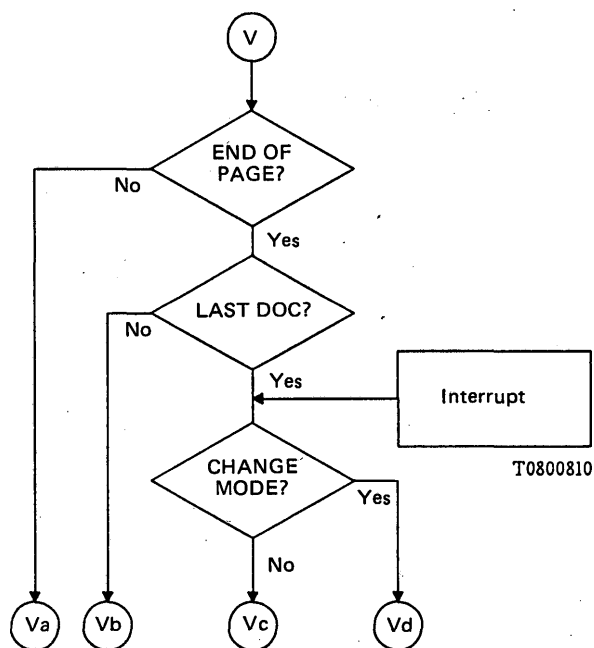 V
END OF
PAGE?
No
Yes
LAST DOC?
No
Yes
Interrupt
T0800810
CHANGE
MODE?
Yes
No
Va
Vb
Vc
Vd